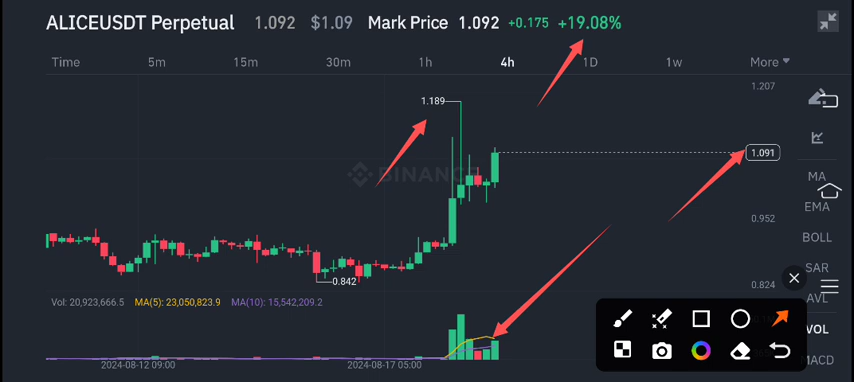 ALICEUSDT Perpetual 1.092 $1.09 Mark Price 1.092 +0.175 +19.08%
Time 5m 15m 30m 1h 4h 1D 1w More
1.207
1.189
1.091
BINANCE
MA
EMA
0.952
BOLL
SAR
0.842
0.824
AVL
Vol: 20,923,666.5 MA(5): 23,050,823.9 MA(10): 15,542,209.2
VOL
MACD
2024-08-12 09:00 2024-08-17 05:00